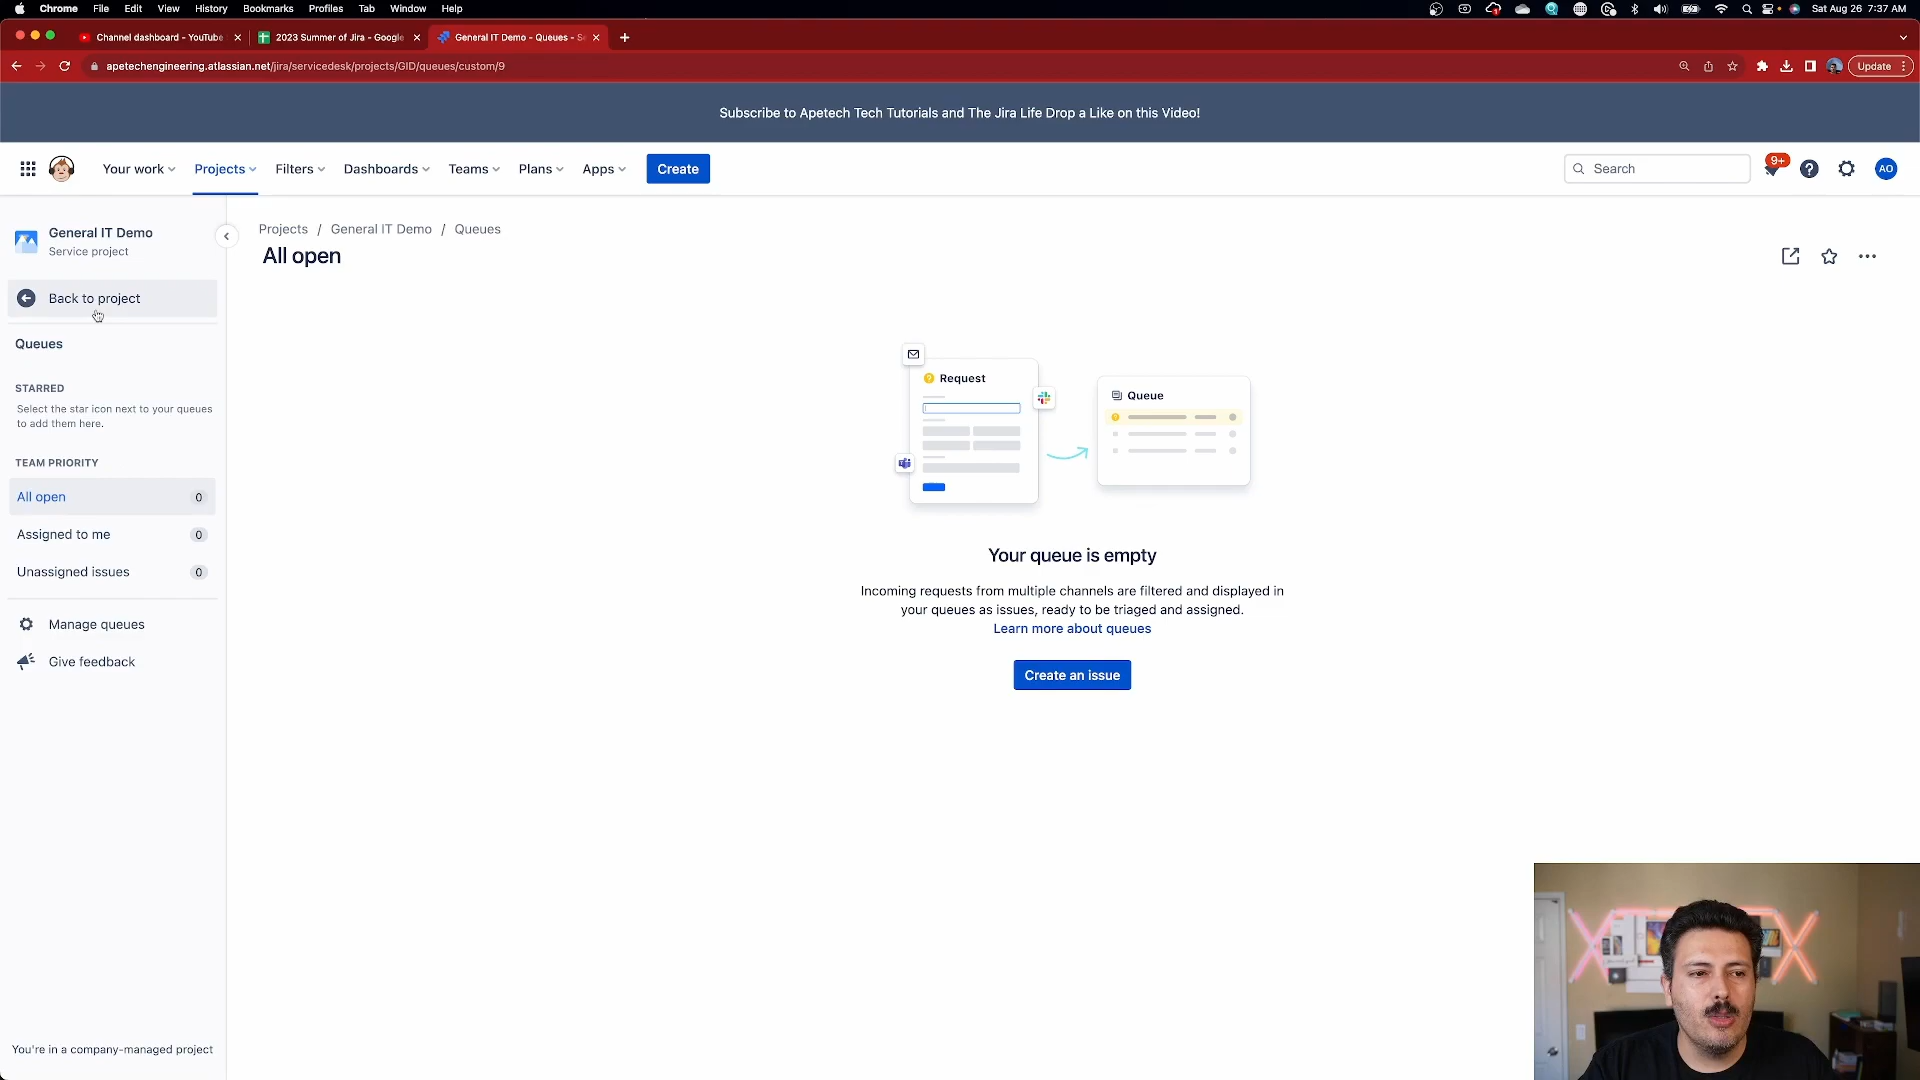 Chrome File Edit View History Bookmarks Profiles Tab Window Help
Sat Aug 26 7:37 AM
Channel dashboard - YouTube
2023 Summer of Jira - Google
General IT Demo - Queues - S
apetechengineering.atlassian.net/jira/servicedesk/projects/GID/queues/custom/9
Update
Subscribe to Apetech Tech Tutorials and The Jira Life Drop a Like on this Video!
Your work Projects Filters Dashboards Teams Plans Apps Create
Search
9+
AO
General IT Demo
Service project
Back to project
Queues
STARRED
Select the star icon next to your queues
to add them here.
TEAM PRIORITY
All open 0
Assigned to me 0
Unassigned issues 0
Manage queues
Give feedback
You're in a company-managed project
Projects / General IT Demo / Queues
All open
Request
Queue
Your queue is empty
Incoming requests from multiple channels are filtered and displayed in
your queues as issues, ready to be triaged and assigned.
Learn more about queues
Create an issue